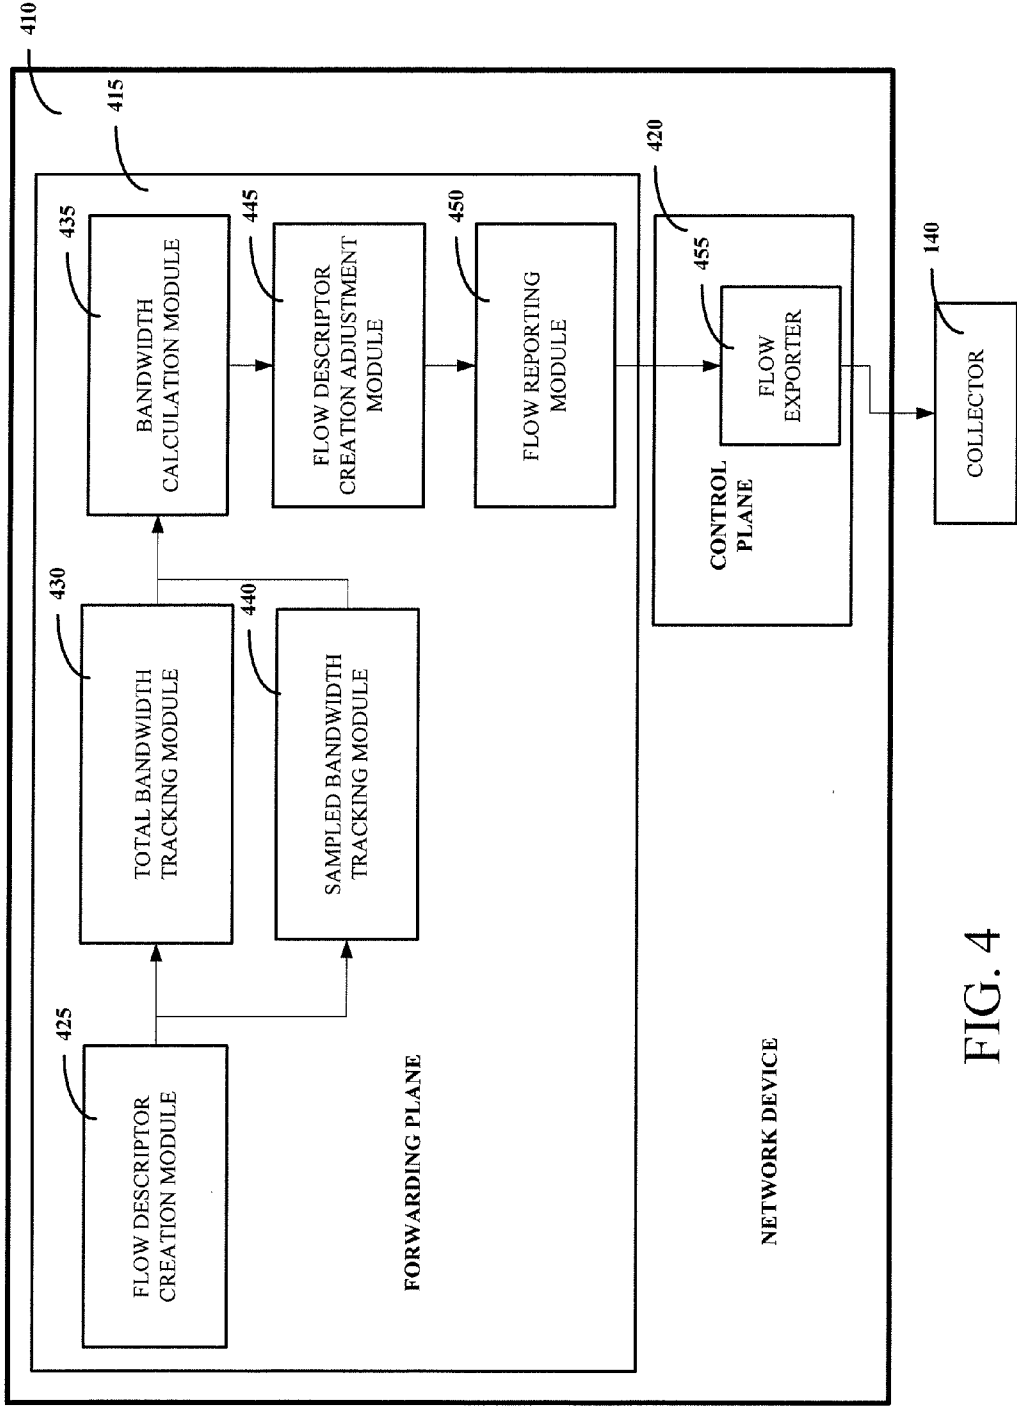 410
415
425
FLOW DESCRIPTOR
CREATION MODULE
430
TOTAL BANDWIDTH
TRACKING MODULE
435
BANDWIDTH
CALCULATION MODULE
440
SAMPLED BANDWIDTH
TRACKING MODULE
445
FLOW DESCRIPTOR
CREATION ADJUSTMENT
MODULE
FORWARDING PLANE
450
FLOW REPORTING
MODULE
420
CONTROL
PLANE
455
FLOW
EXPORTER
NETWORK DEVICE
140
COLLECTOR
FIG. 4